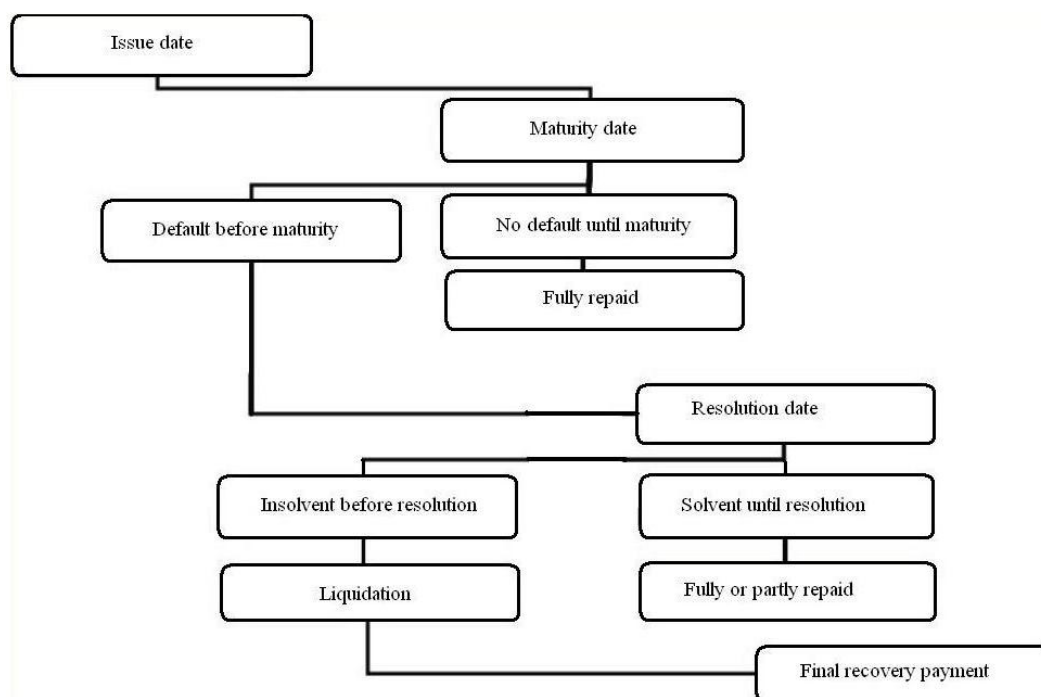 Issue date
Maturity date
Default before maturity
No default until maturity
Fully repaid
Resolution date
Insolvent before resolution
Solvent until resolution
Liquidation
Fully or partly repaid
Final recovery payment